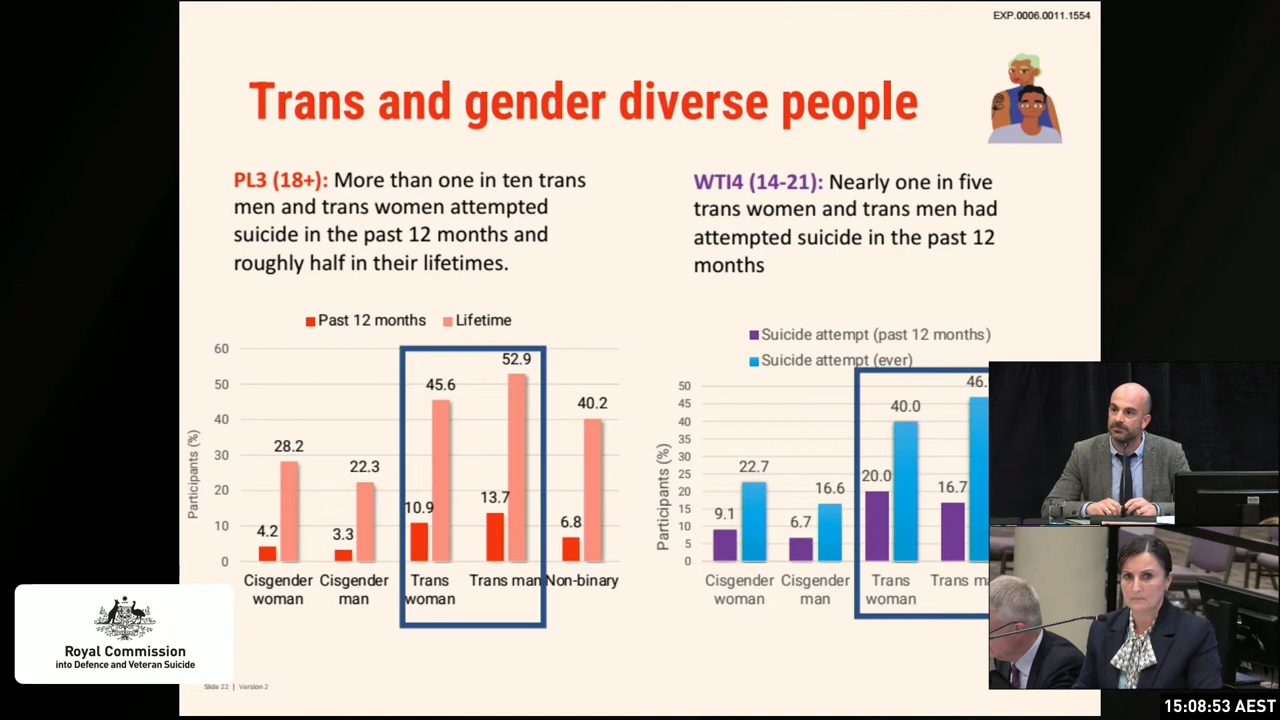 EXP.0006.0011.1554
Trans and gender diverse people
PL3 (18+): More than one in ten trans
men and trans women attempted
suicide in the past 12 months and
roughly half in their lifetimes.
Past 12 months Lifetime
60
50
40
30
20
10
0
Participants (%)
28.2
4.2
22.3
3.3
45.6
10.9
52.9
13.7
40.2
6.8
Cisgender woman
Cisgender man
Trans woman
Trans man
Non-binary
WTI4 (14-21): Nearly one in five
trans women and trans men had
attempted suicide in the past 12
months
Suicide attempt (past 12 months)
Suicide attempt (ever)
50
45
40
35
30
25
20
15
10
5
0
Participants (%)
9.1
22.7
6.7
16.6
20.0
40.0
16.7
46.
Cisgender woman
Cisgender man
Trans woman
Trans
Royal Commission
into Defence and Veteran Suicide
Slide 22 | Version 2
15:08:53 AEST